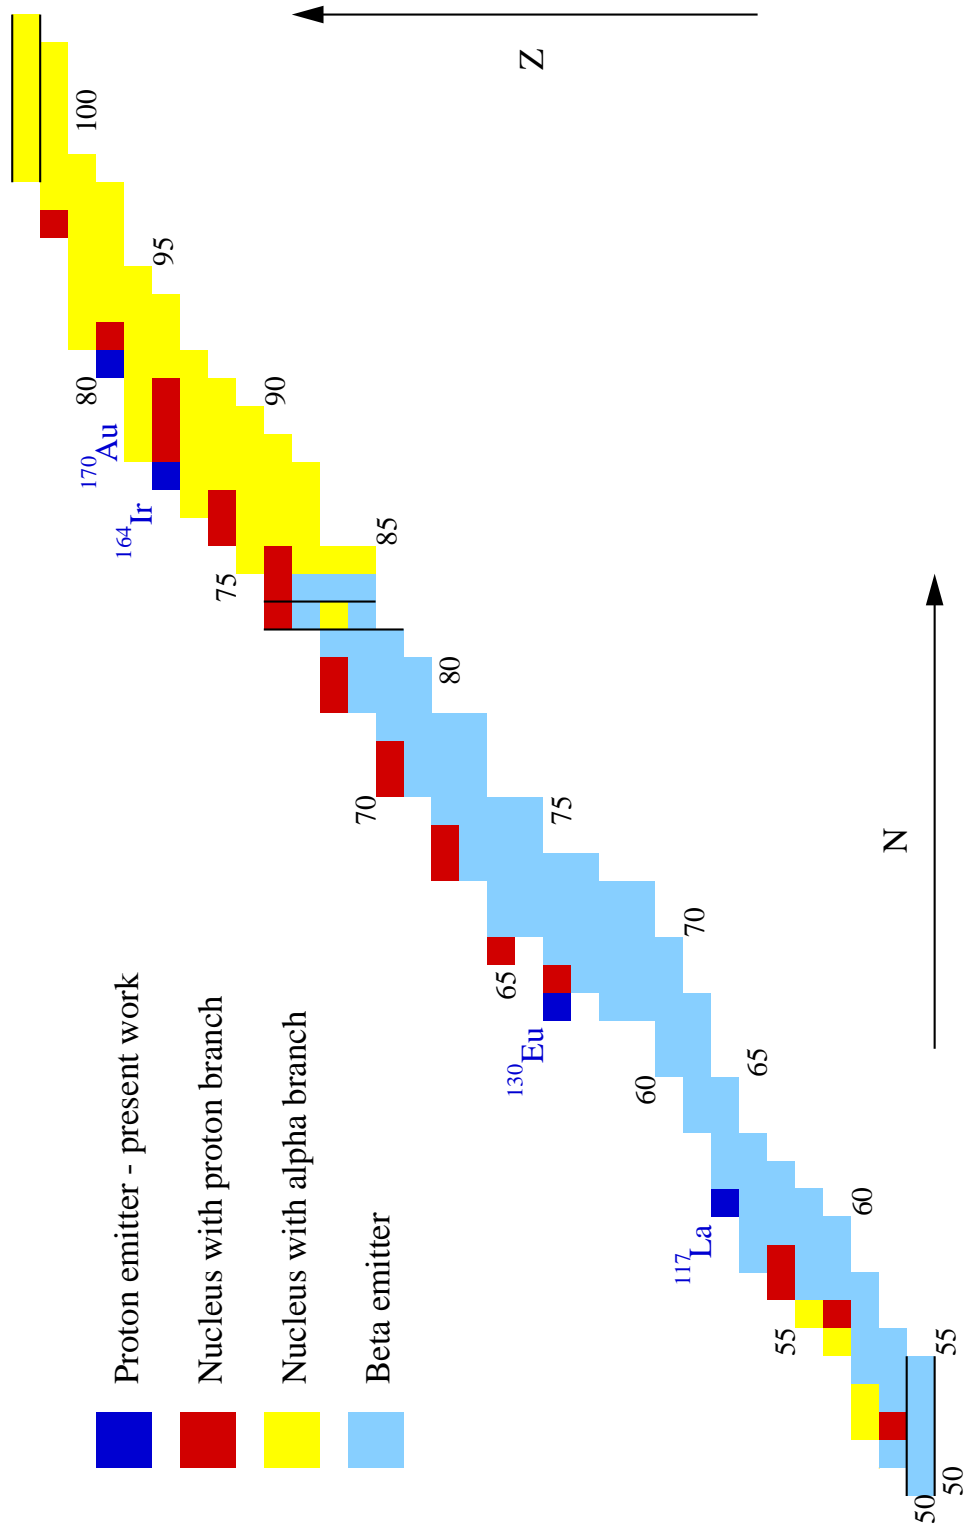 Proton emitter - present work
Nucleus with proton branch
Nucleus with alpha branch
Beta emitter
Z
N
100
95
90
85
80
75
70
65
60
55
50
80
75
70
65
60
55
50
¹⁷⁰Au
¹⁶⁴Ir
¹³⁰Eu
¹¹⁷La